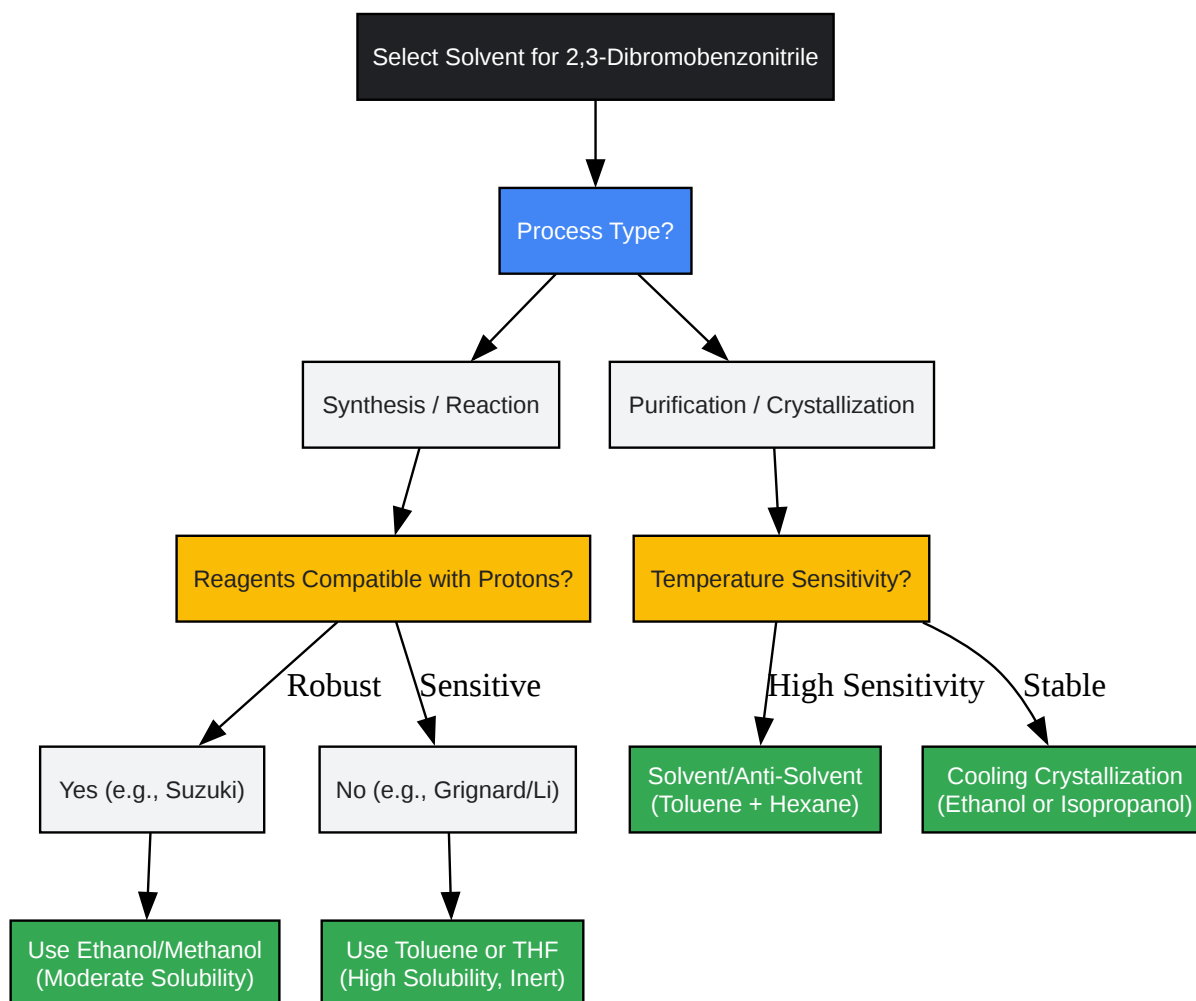 Select Solvent for 2,3-Dibromobenzonitrile
Process Type?
Synthesis / Reaction
Purification / Crystallization
Reagents Compatible with Protons?
Temperature Sensitivity?
Robust
Sensitive
High Sensitivity
Stable
Yes (e.g., Suzuki)
No (e.g., Grignard/Li)
Solvent/Anti-Solvent
(Toluene + Hexane)
Cooling Crystallization
(Ethanol or Isopropanol)
Use Ethanol/Methanol
(Moderate Solubility)
Use Toluene or THF
(High Solubility, Inert)